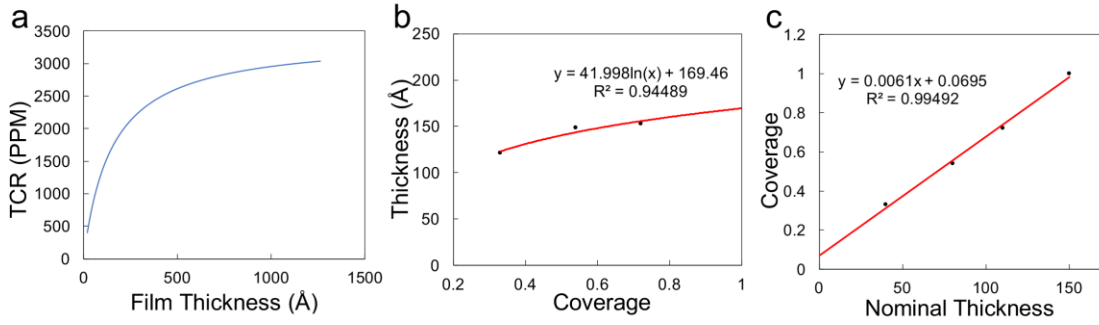 a
3500
3000
2500
2000
1500
1000
500
0
TCR (PPM)
0 500 1000 1500
Film Thickness (Å)
b
250
200
150
100
50
0
Thickness (Å)
y = 41.998ln(x) + 169.46
R² = 0.94489
0.2 0.4 0.6 0.8 1
Coverage
c
1.2
1
0.8
0.6
0.4
0.2
0
Coverage
y = 0.0061x + 0.0695
R² = 0.99492
0 50 100 150
Nominal Thickness